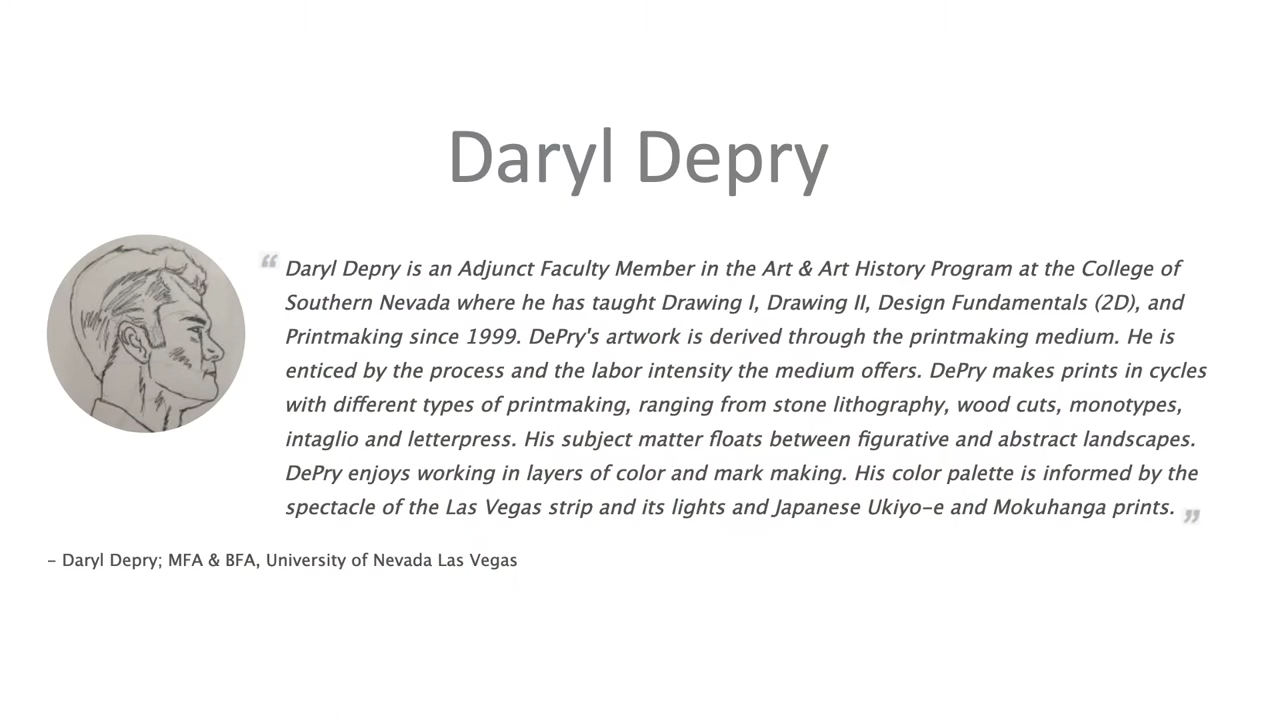 Daryl Depry
“ Daryl Depry is an Adjunct Faculty Member in the Art & Art History Program at the College of
Southern Nevada where he has taught Drawing I, Drawing II, Design Fundamentals (2D), and
Printmaking since 1999. DePry's artwork is derived through the printmaking medium. He is
enticed by the process and the labor intensity the medium offers. DePry makes prints in cycles
with different types of printmaking, ranging from stone lithography, wood cuts, monotypes,
intaglio and letterpress. His subject matter floats between figurative and abstract landscapes.
DePry enjoys working in layers of color and mark making. His color palette is informed by the
spectacle of the Las Vegas strip and its lights and Japanese Ukiyo-e and Mokuhanga prints. ”
– Daryl Depry; MFA & BFA, University of Nevada Las Vegas